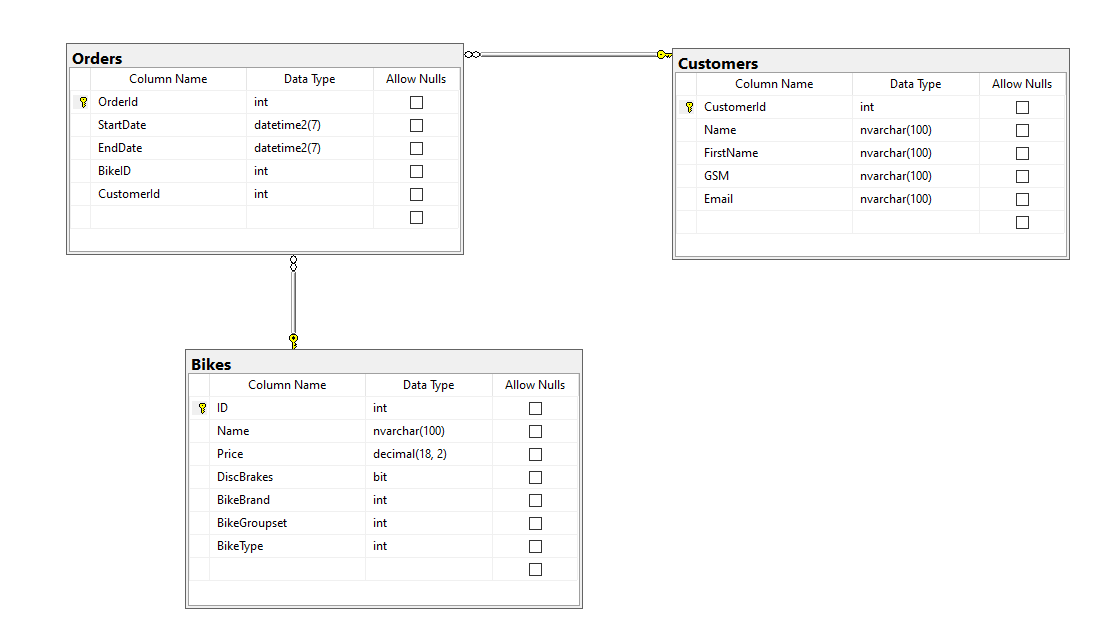 Orders
Column Name Data Type Allow Nulls
OrderId int
StartDate datetime2(7)
EndDate datetime2(7)
BikeID int
CustomerId int
Customers
Column Name Data Type Allow Nulls
CustomerId int
Name nvarchar(100)
FirstName nvarchar(100)
GSM nvarchar(100)
Email nvarchar(100)
Bikes
Column Name Data Type Allow Nulls
ID int
Name nvarchar(100)
Price decimal(18, 2)
DiscBrakes bit
BikeBrand int
BikeGroupset int
BikeType int